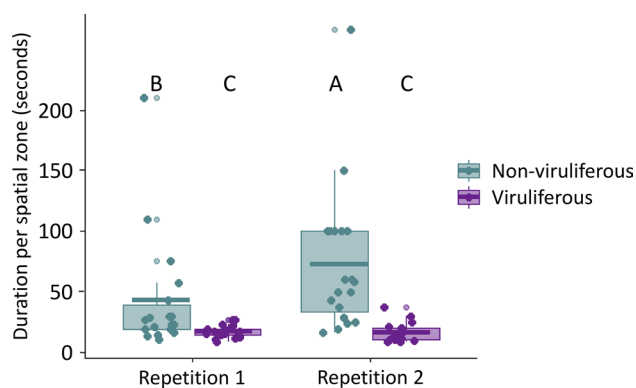 Duration per spatial zone (seconds)
B
C
A
C
200
150
100
50
0
Non-viruliferous
Viruliferous
Repetition 1
Repetition 2